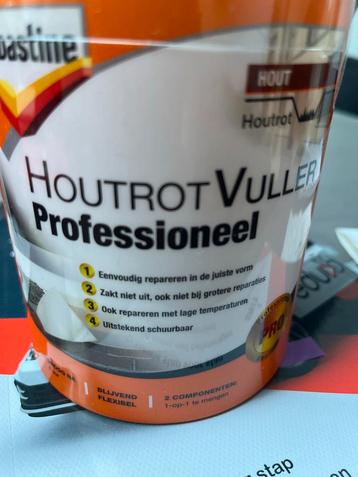 HOUT
Houtrot
HOUTROT VULLER
Professioneel
1 Eenvoudig repareren in de juiste vorm
2 Zakt niet uit, ook niet bij grotere reparaties
3 Ook repareren met lage temperaturen
4 Uitstekend schuurbaar
PRO
BLIJVEND
FLEXIBEL
2 COMPONENTEN:
1-op-1 te mengen
stap